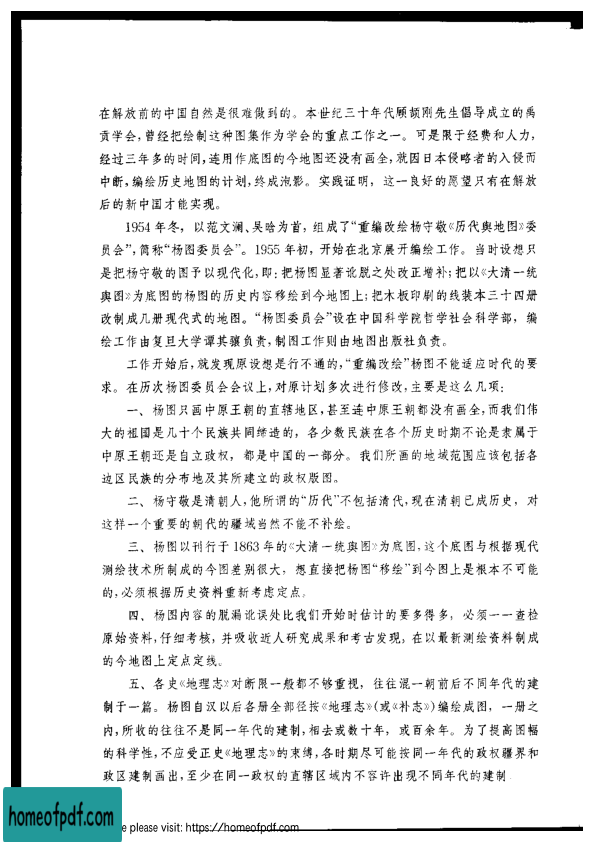 在解放前的中国自然是很难做到的。本世纪三十年代顾颉刚先生倡导成立的禹
贡学会，曾经把绘制这种图集作为学会的重点工作之一。可是限于经费和人力，
经过三年多的时间，连用作底图的今地图还没有画全，就因日本侵略者的入侵而
中断，编绘历史地图的计划，终成泡影。实践证明，这一良好的愿望只有在解放
后的新中国才能实现。
1954年冬，以范文澜、吴晗为首，组成了“重编改绘杨守敬《历代舆地图》委
员会”，简称“杨图委员会”。1955年初，开始在北京展开编绘工作。当时设想只
是把杨守敬的图予以现代化，即：把杨图显著讹脱之处改正增补；把以《大清一统
舆图》为底图的杨图的历史内容移绘到今地图上；把木板印刷的线装本三十四册
改制成几册现代式的地图。“杨图委员会”设在中国科学院哲学社会科学部，编
绘工作由复旦大学谭其骧负责，制图工作则由地图出版社负责。
工作开始后，就发现原设想是行不通的，“重编改绘”杨图不能适应时代的要
求。在历次杨图委员会会议上，对原计划多次进行修改，主要是这么几项：
一、杨图只画中原王朝的直辖地区，甚至连中原王朝都没有画全，而我们伟
大的祖国是几十个民族共同缔造的，各少数民族在各个历史时期不论是隶属于
中原王朝还是自立政权，都是中国的一部分。我们所画的地域范围应该包括各
边区民族的分布地及其所建立的政权版图。
二、杨守敬是清朝人，他所谓的“历代”不包括清代，现在清朝已成历史，对
这样一个重要的朝代的疆域当然不能不补绘。
三、杨图以刊行于1863年的《大清一统舆图》为底图，这个底图与根据现代
测绘技术所制成的今图差别很大，想直接把杨图“移绘”到今图上是根本不可能
的，必须根据历史资料重新考虑定点。
四、杨图内容的脱漏讹误处比我们开始时估计的要多得多，必须一一查检
原始资料，仔细考核，并吸收近人研究成果和考古发现，在以最新测绘资料制成
的今地图上定点定线。
五、各史《地理志》对断限一般都不够重视，往往混一朝前后不同年代的建
制于一篇。杨图自汉以后各册全部径按《地理志》（或《补志》）编绘成图，一册之
内，所收的往往不是同一年代的建制，相去或数十年，或百余年。为了提高图幅
的科学性，不应受正史《地理志》的束缚，各时期尽可能按同一年代的政权疆界和
政区建制画出，至少在同一政权的直辖区域内不容许出现不同年代的建制
homeofpdf.com
e please visit: https://homeofpdf.com